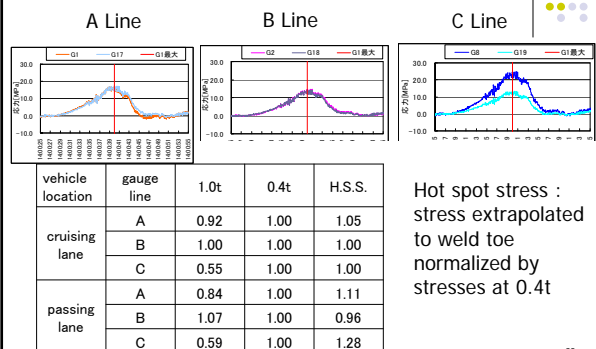 A Line
B Line
C Line
G1 G17 G1最大
G2 G18 G1最大
G8 G19 G1最大
応力[MPa]
30.0
20.0
10.0
0.0
-10.0
応力[MPa]
30.0
20.0
10.0
0.0
-10.0
応力[MPa]
30.0
20.0
10.0
0.0
-10.0
vehicle location gauge line 1.0t 0.4t H.S.S.
cruising lane A 0.92 1.00 1.05
B 1.00 1.00 1.00
C 0.55 1.00 1.00
passing lane A 0.84 1.00 1.11
B 1.07 1.00 0.96
C 0.59 1.00 1.28
Hot spot stress :
stress extrapolated
to weld toe
normalized by
stresses at 0.4t